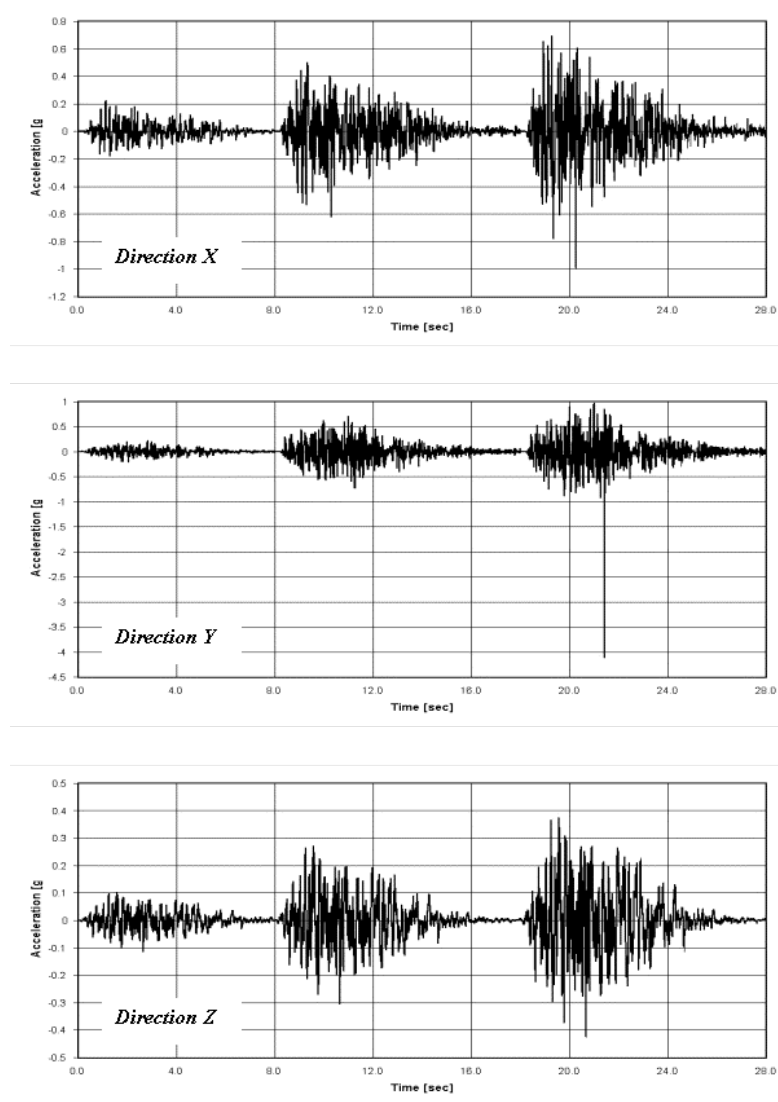 0.8
0.6
0.4
0.2
0
-0.2
-0.4
-0.6
-0.8
-1
-1.2
Acceleration [g
Direction X
0.0 4.0 8.0 12.0 16.0 20.0 24.0 28.0
Time [sec]
1
0.5
0
-0.5
-1
-1.5
-2
-2.5
-3
-3.5
-4
-4.5
Acceleration [g
Direction Y
0.0 4.0 8.0 12.0 16.0 20.0 24.0 28.0
Time [sec]
0.5
0.4
0.3
0.2
0.1
0
-0.1
-0.2
-0.3
-0.4
-0.5
Acceleration [g
Direction Z
0.0 4.0 8.0 12.0 16.0 20.0 24.0 28.0
Time [sec]